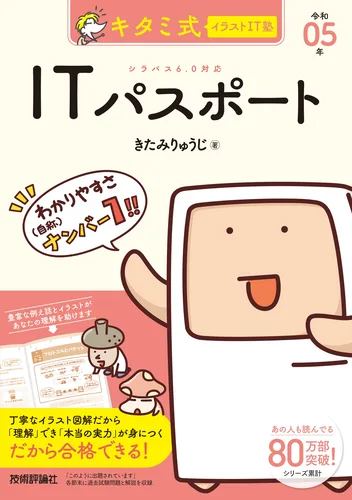 キタミ式
イラストIT塾
令和
05
年
シラバス6.0対応
ITパスポート
きたみりゅうじ 著
わかりやすさ
(自称)
ナンバー1!!
豊富な例え話とイラストが
あなたの理解を助けます
丁寧なイラスト図解だから
「理解」でき「本当の実力」が身につく
だから合格できる!
技術評論社
「このように出題されています」
各節末に過去試験問題と解説を収録
あの人も読んでる
80万部
突破!
シリーズ累計